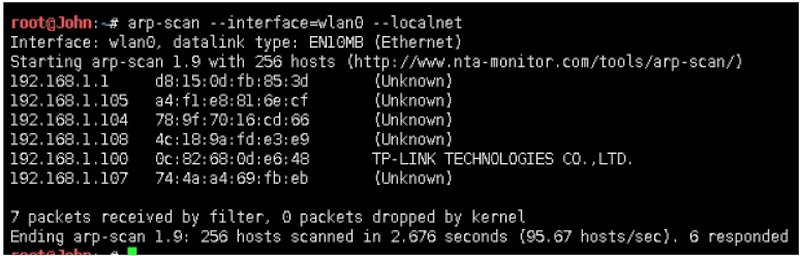 root@John:~# arp-scan --interface=wlan0 --localnet
Interface: wlan0, datalink type: EN10MB (Ethernet)
Starting arp-scan 1.9 with 256 hosts (http://www.nta-monitor.com/tools/arp-scan/)
192.168.1.1 d8:15:0d:fb:85:3d (Unknown)
192.168.1.105 a4:f1:e8:81:6e:cf (Unknown)
192.168.1.104 78:9f:70:16:cd:66 (Unknown)
192.168.1.108 4c:18:9a:fd:e3:e9 (Unknown)
192.168.1.100 0c:82:68:0d:e6:48 TP-LINK TECHNOLOGIES CO.,LTD.
192.168.1.107 74:4a:a4:69:fb:eb (Unknown)
7 packets received by filter, 0 packets dropped by kernel
Ending arp-scan 1.9: 256 hosts scanned in 2.676 seconds (95.67 hosts/sec). 6 responded
root@John:~#